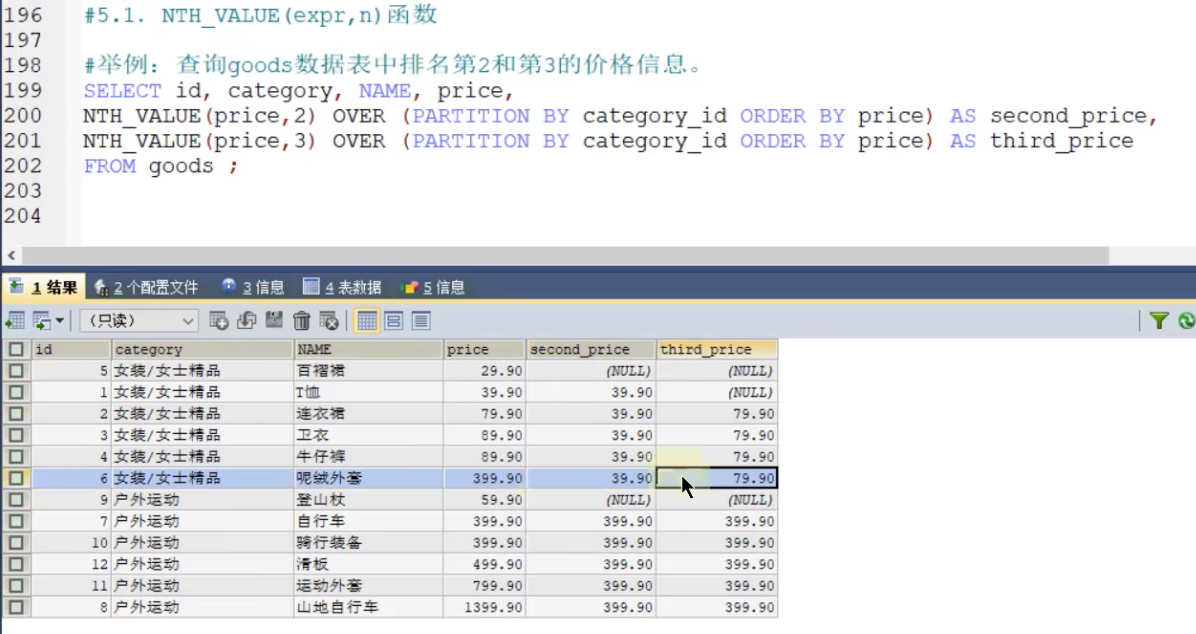 196 #5.1. NTH_VALUE(expr,n)函数
197
198 #举例：查询goods数据表中排名第2和第3的价格信息。
199 SELECT id, category, NAME, price,
200 NTH_VALUE(price,2) OVER (PARTITION BY category_id ORDER BY price) AS second_price,
201 NTH_VALUE(price,3) OVER (PARTITION BY category_id ORDER BY price) AS third_price
202 FROM goods ;
203
204
1 结果 2 个配置文件 3 信息 4 表数据 5 信息
（只读）
id category NAME price second_price third_price
5 女装/女士精品 百褶裙 29.90 (NULL) (NULL)
1 女装/女士精品 T恤 39.90 39.90 (NULL)
2 女装/女士精品 连衣裙 79.90 39.90 79.90
3 女装/女士精品 卫衣 89.90 39.90 79.90
4 女装/女士精品 牛仔裤 89.90 39.90 79.90
6 女装/女士精品 呢绒外套 399.90 39.90 79.90
9 户外运动 登山杖 59.90 (NULL) (NULL)
7 户外运动 自行车 399.90 399.90 399.90
10 户外运动 骑行装备 399.90 399.90 399.90
12 户外运动 滑板 499.90 399.90 399.90
11 户外运动 运动外套 799.90 399.90 399.90
8 户外运动 山地自行车 1399.90 399.90 399.90